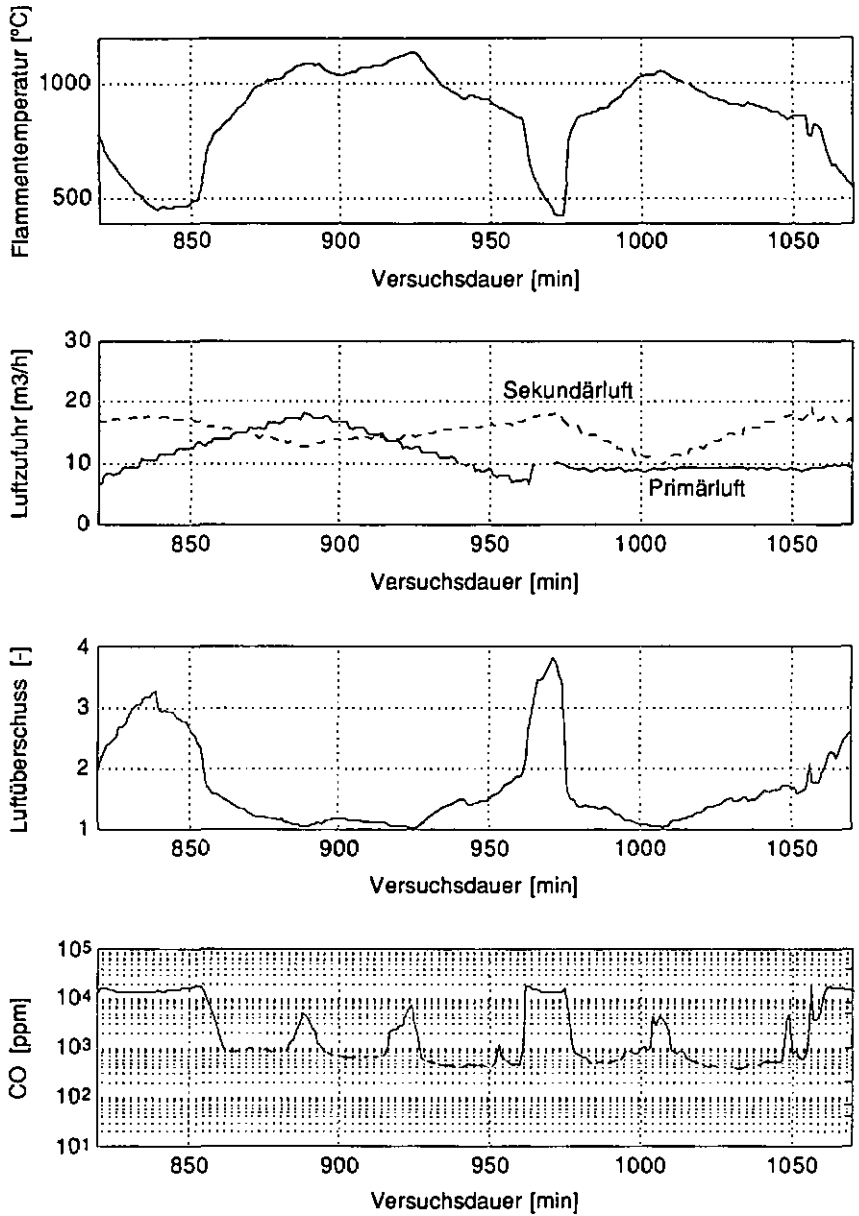 Flammentemperatur [ºC]
1000
500
850 900 950 1000 1050
Versuchsdauer [min]
Luftzufuhr [m3/h]
30
20
10
0
Sekundärluft
Primärluft
850 900 950 1000 1050
Versuchsdauer [min]
Luftüberschuss [-]
4
3
2
1
850 900 950 1000 1050
Versuchsdauer [min]
CO [ppm]
10⁵
10⁴
10³
10²
10¹
850 900 950 1000 1050
Versuchsdauer [min]